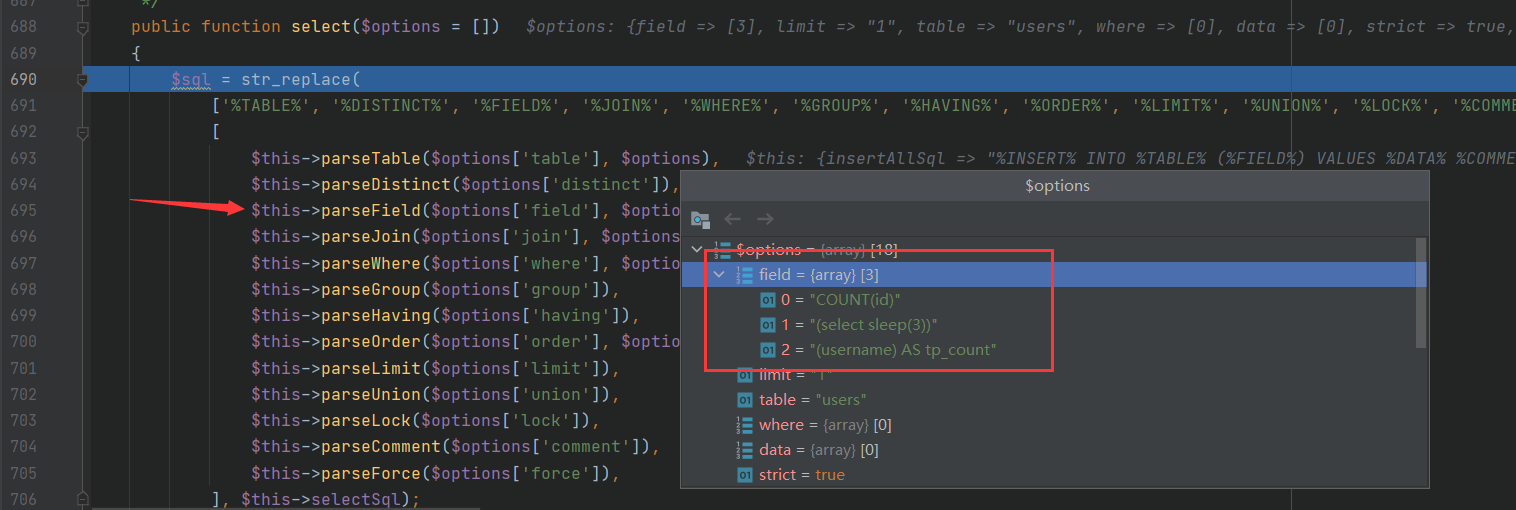 687 */
688 public function select($options = []) $options: {field => [3], limit => "1", table => "users", where => [0], data => [0], strict => true,
689 {
690 $sql = str_replace(
691 ['%TABLE%', '%DISTINCT%', '%FIELD%', '%JOIN%', '%WHERE%', '%GROUP%', '%HAVING%', '%ORDER%', '%LIMIT%', '%UNION%', '%LOCK%', '%COMME
692 [
693 $this->parseTable($options['table'], $options), $this: {insertAllSql => "%INSERT% INTO %TABLE% (%FIELD%) VALUES %DATA% %COMME
694 $this->parseDistinct($options['distinct']),
695 $this->parseField($options['field'], $optio
696 $this->parseJoin($options['join'], $options
697 $this->parseWhere($options['where'], $optio
698 $this->parseGroup($options['group']),
699 $this->parseHaving($options['having']),
700 $this->parseOrder($options['order'], $optio
701 $this->parseLimit($options['limit']),
702 $this->parseUnion($options['union']),
703 $this->parseLock($options['lock']),
704 $this->parseComment($options['comment']),
705 $this->parseForce($options['force']),
706 ], $this->selectSql);
$options
$options = {array} [18]
field = {array} [3]
0 = "COUNT(id)"
1 = "(select sleep(3))"
2 = "(username) AS tp_count"
limit = "1"
table = "users"
where = {array} [0]
data = {array} [0]
strict = true